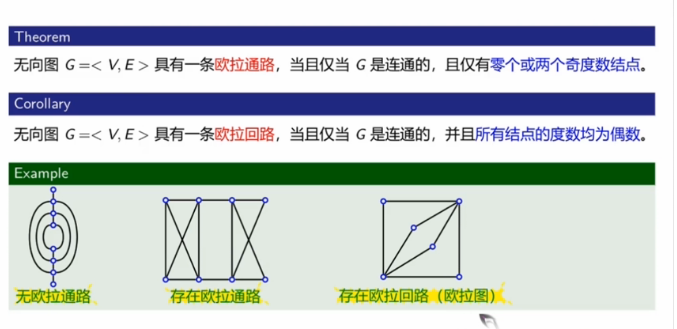 Theorem
无向图 G =< V, E > 具有一条欧拉通路，当且仅当 G 是连通的，且仅有零个或两个奇度数结点。
Corollary
无向图 G =< V, E > 具有一条欧拉回路，当且仅当 G 是连通的，并且所有结点的度数均为偶数。
Example
无欧拉通路 存在欧拉通路 存在欧拉回路（欧拉图）